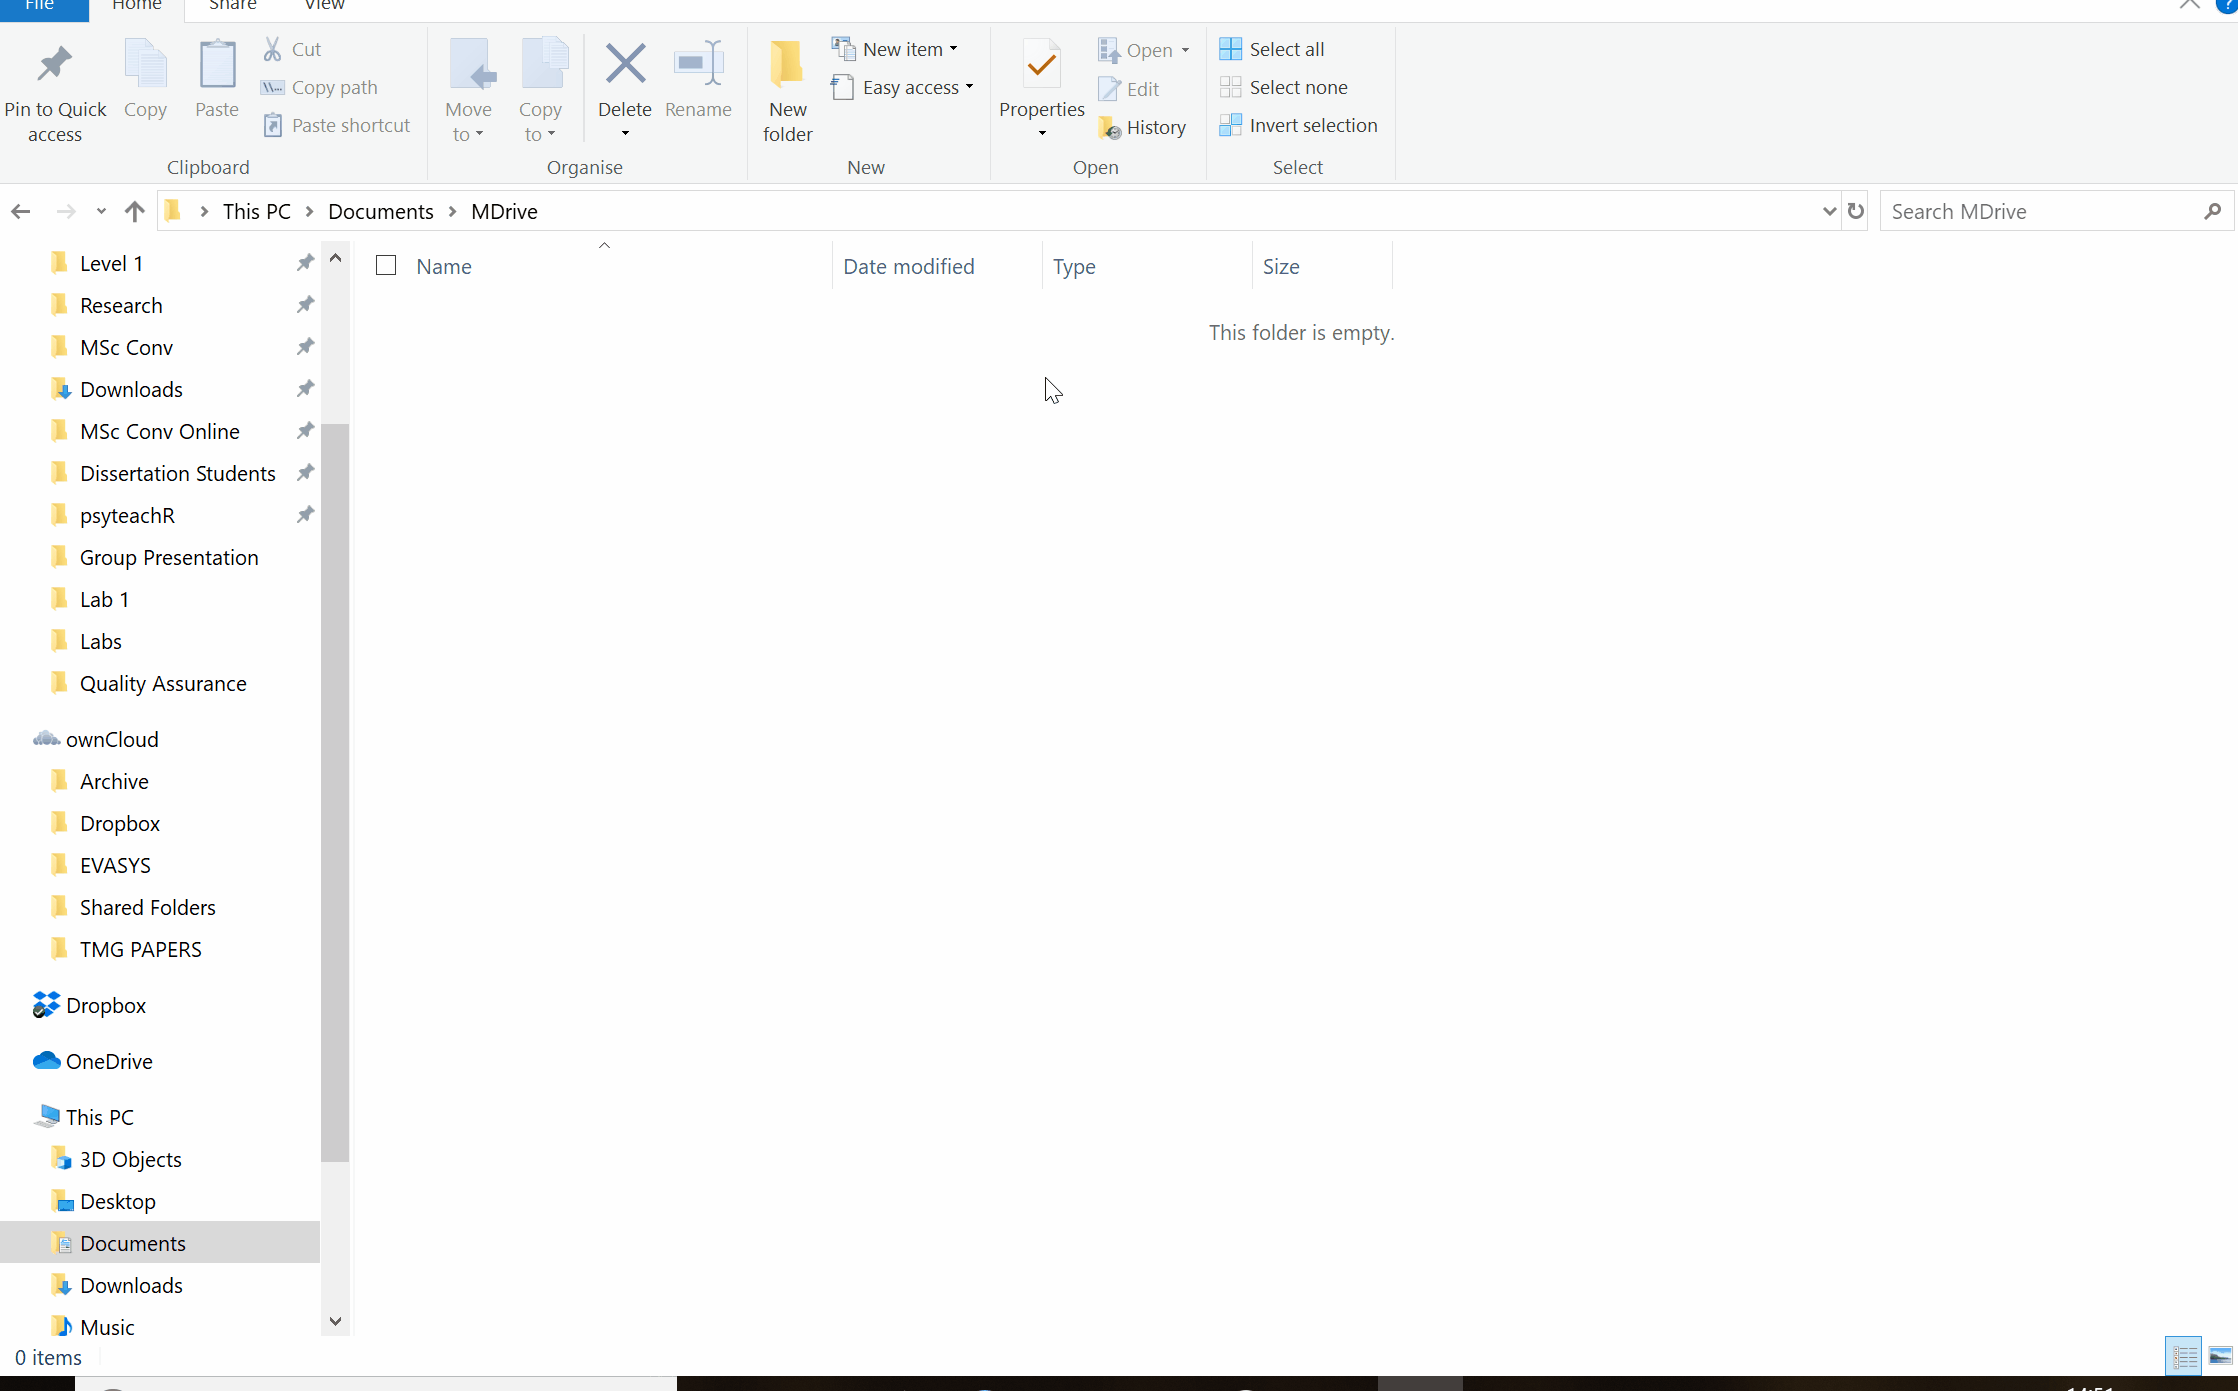 File Home Share View
Pin to Quick access
Copy
Paste
Cut
Copy path
Paste shortcut
Clipboard
Move to
Copy to
Delete
Rename
Organise
New folder
New item
Easy access
New
Properties
Open
Edit
History
Open
Select all
Select none
Invert selection
Select
This PC > Documents > MDrive
Search MDrive
Name Date modified Type Size
This folder is empty.
Level 1
Research
MSc Conv
Downloads
MSc Conv Online
Dissertation Students
psyteachR
Group Presentation
Lab 1
Labs
Quality Assurance
ownCloud
Archive
Dropbox
EVASYS
Shared Folders
TMG PAPERS
Dropbox
OneDrive
This PC
3D Objects
Desktop
Documents
Downloads
Music
0 items